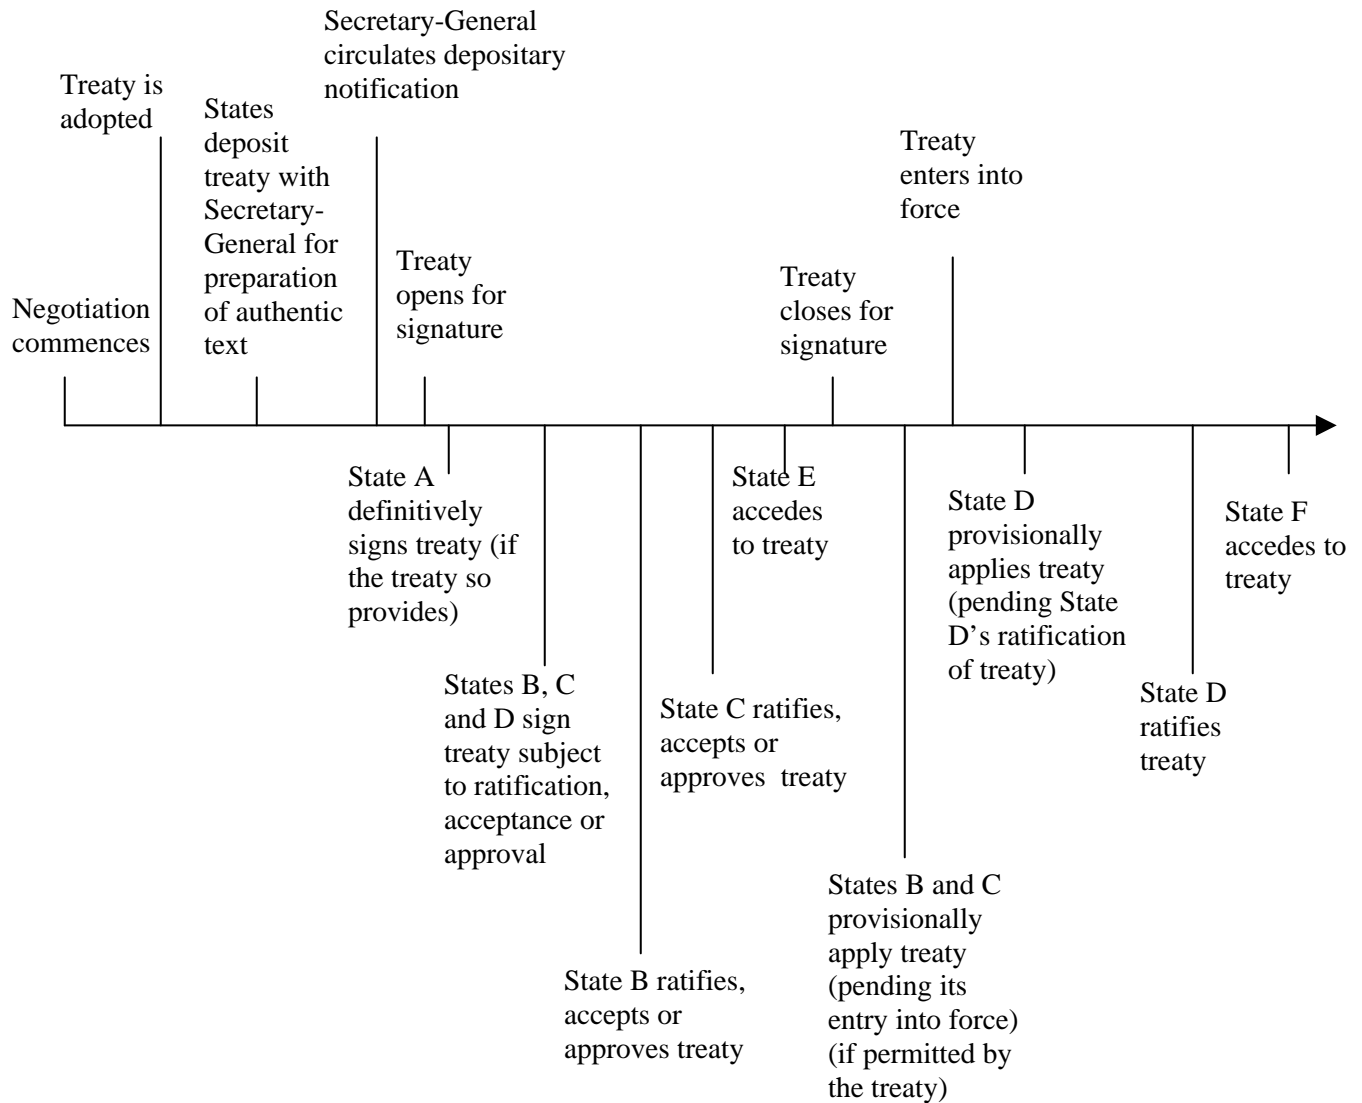 Negotiation
commences
Treaty is
adopted
States
deposit
treaty with
Secretary-
General for
preparation
of authentic
text
Secretary-General
circulates depositary
notification
Treaty
opens for
signature
Treaty
closes for
signature
Treaty
enters into
force
State A
definitively
signs treaty (if
the treaty so
provides)
States B, C
and D sign
treaty subject
to ratification,
acceptance or
approval
State B ratifies,
accepts or
approves treaty
State C ratifies,
accepts or
approves  treaty
State E
accedes
to treaty
States B and C
provisionally
apply treaty
(pending its
entry into force)
(if permitted by
the treaty)
State D
provisionally
applies treaty
(pending State
D’s ratification
of treaty)
State D
ratifies
treaty
State F
accedes to
treaty